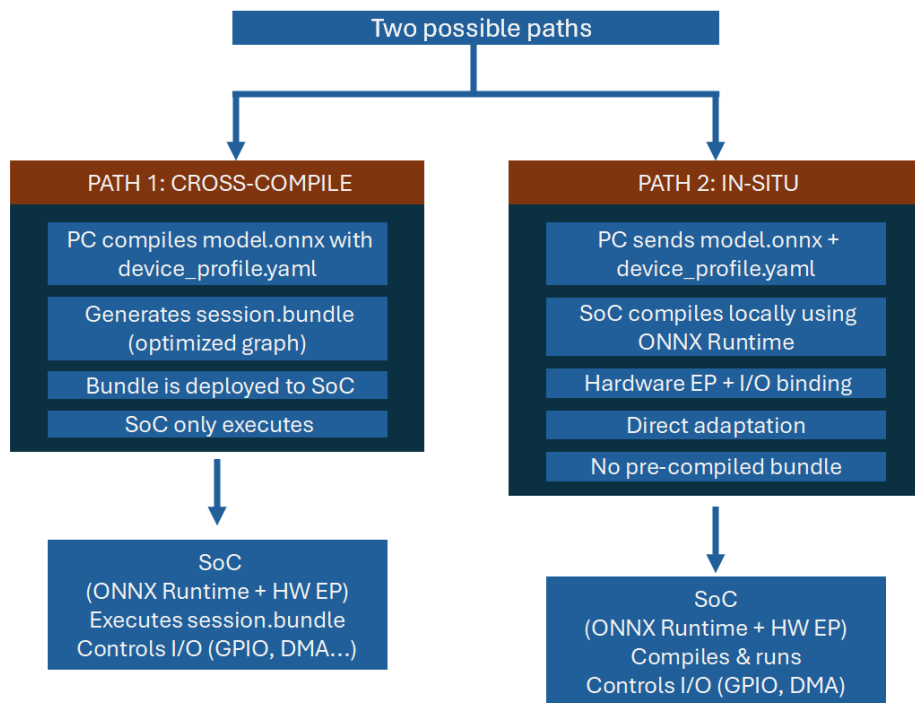 Two possible paths
PATH 1: CROSS-COMPILE
PC compiles model.onnx with
device_profile.yaml
Generates session.bundle
(optimized graph)
Bundle is deployed to SoC
SoC only executes
SoC
(ONNX Runtime + HW EP)
Executes session.bundle
Controls I/O (GPIO, DMA...)
PATH 2: IN-SITU
PC sends model.onnx +
device_profile.yaml
SoC compiles locally using
ONNX Runtime
Hardware EP + I/O binding
Direct adaptation
No pre-compiled bundle
SoC
(ONNX Runtime + HW EP)
Compiles & runs
Controls I/O (GPIO, DMA)